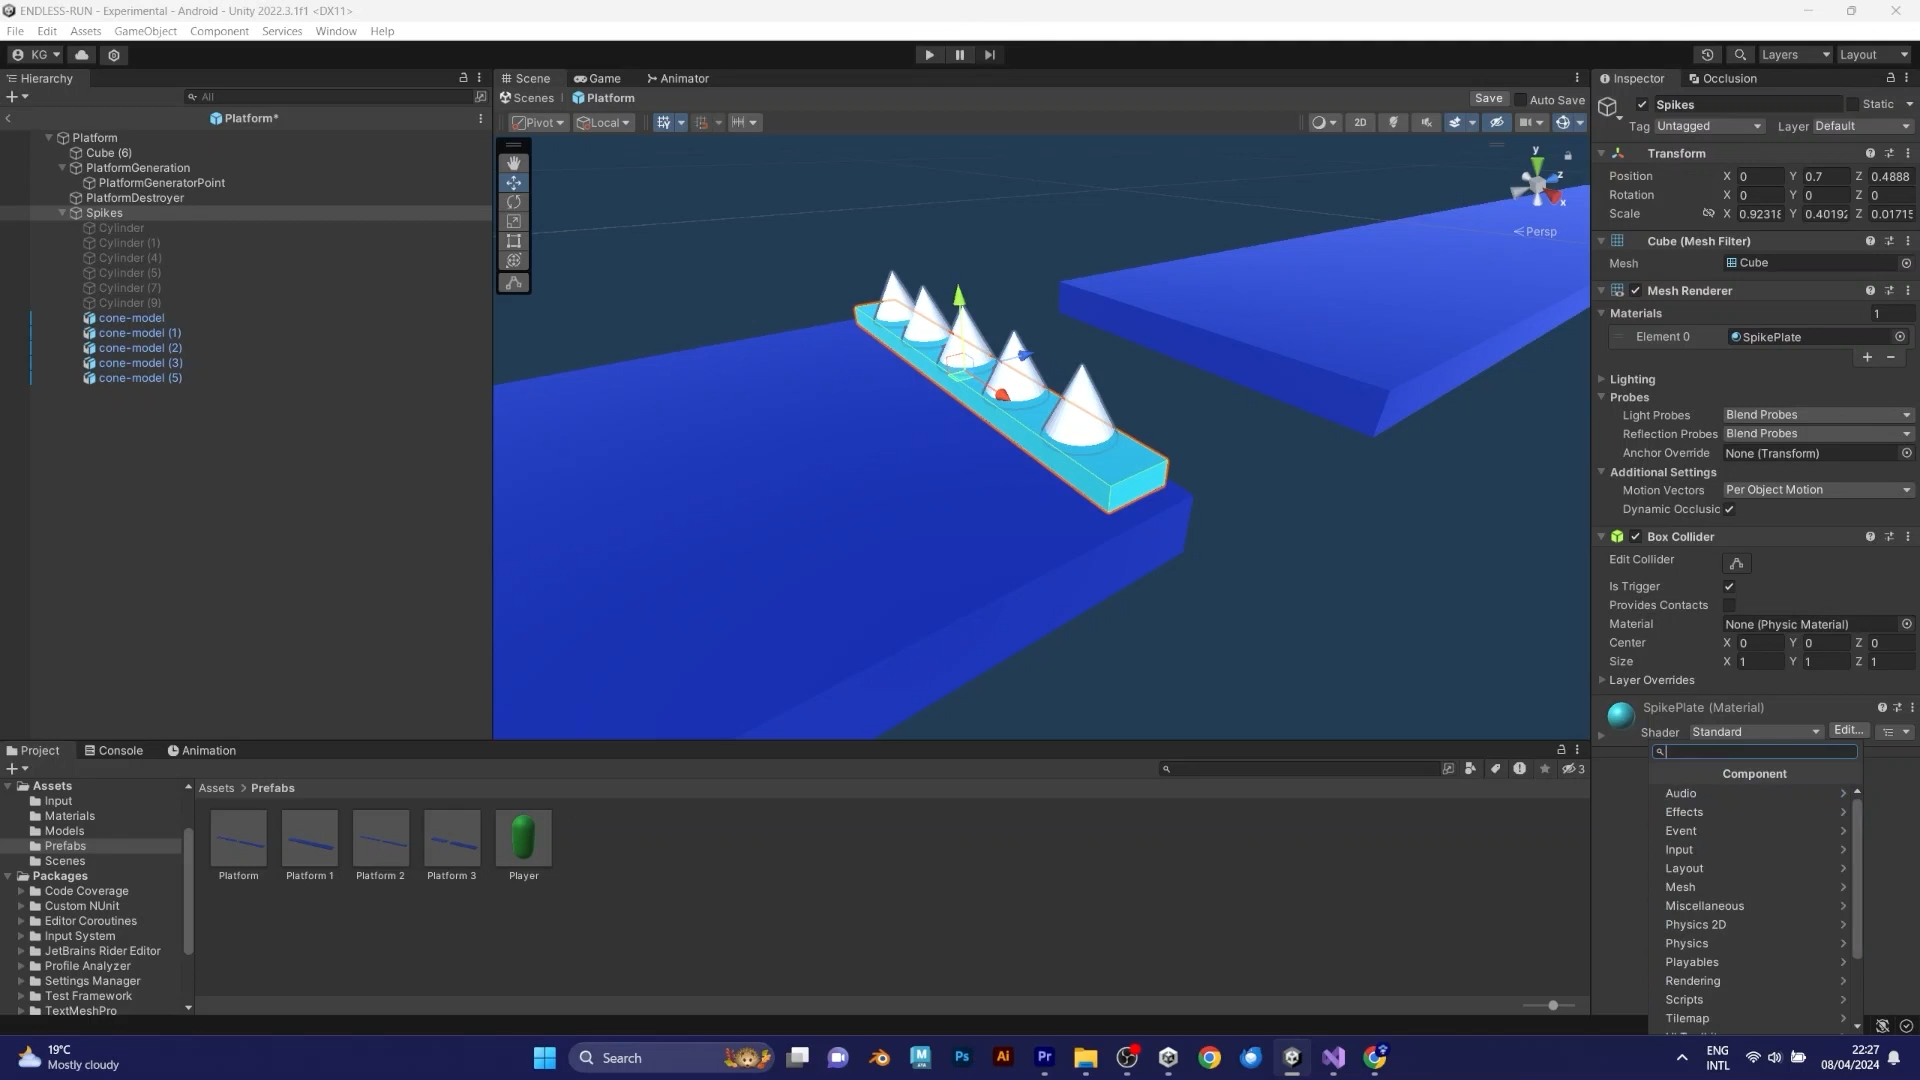 ENDLESS-RUN - Experimental - Android - Unity 2022.3.1f1 <DX11>
File Edit Assets GameObject Component Services Window Help
KG Layers Layout
Hierarchy
All
Platform*
Platform
Cube (6)
PlatformGeneration
PlatformGeneratorPoint
PlatformDestroyer
Spikes
Cylinder
Cylinder (1)
Cylinder (4)
Cylinder (5)
Cylinder (7)
Cylinder (9)
cone-model
cone-model (1)
cone-model (2)
cone-model (3)
cone-model (5)
Scene Game Animator
Scenes Platform Save Auto Save
Pivot Local 2D
y
z
x
Persp
Inspector Occlusion
Spikes Static
Tag Untagged Layer Default
Transform
Position X 0 Y 0.7 Z 0.4888
Rotation X 0 Y 0 Z 0
Scale X 0.92318 Y 0.40192 Z 0.01715
Cube (Mesh Filter)
Mesh Cube
Mesh Renderer
Materials 1
Element 0 SpikePlate
Lighting
Probes
Light Probes Blend Probes
Reflection Probes Blend Probes
Anchor Override None (Transform)
Additional Settings
Motion Vectors Per Object Motion
Dynamic Occlusic
Box Collider
Edit Collider
Is Trigger
Provides Contacts
Material None (Physic Material)
Center X 0 Y 0 Z 0
Size X 1 Y 1 Z 1
Layer Overrides
SpikePlate (Material)
Shader Standard Edit...
Component
Audio
Effects
Event
Input
Layout
Mesh
Miscellaneous
Physics 2D
Physics
Playables
Rendering
Scripts
Tilemap
Project Console Animation
3
Assets
Input
Materials
Models
Prefabs
Scenes
Packages
Code Coverage
Custom NUnit
Editor Coroutines
Input System
JetBrains Rider Editor
Profile Analyzer
Settings Manager
Test Framework
TextMeshPro
Assets > Prefabs
Platform Platform 1 Platform 2 Platform 3 Player
19°C
Mostly cloudy
Search
M
Ps Ai Pr
ENG
INTL
22:27
08/04/2024